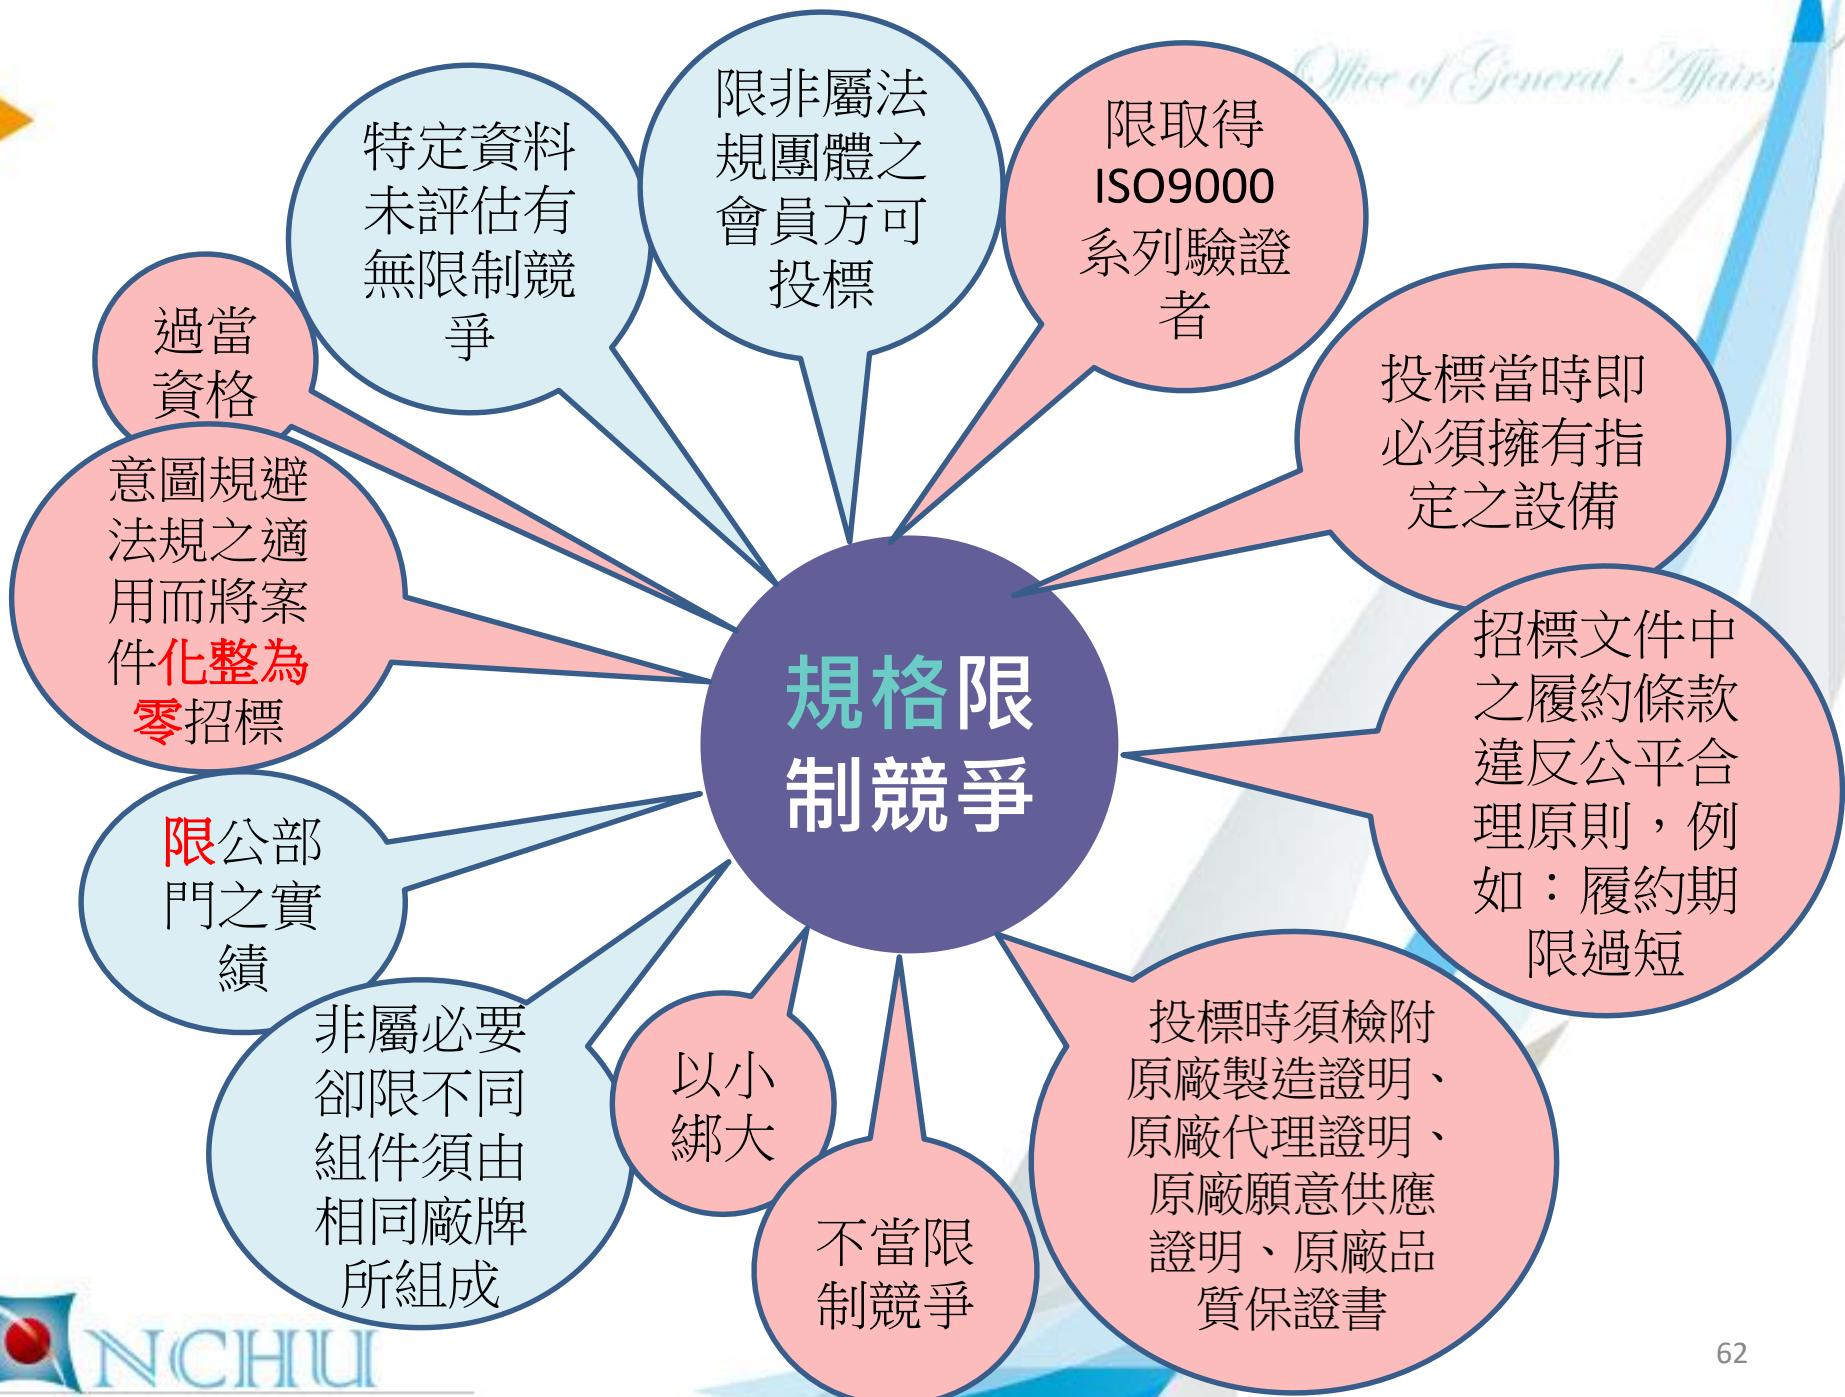 Office of General Affairs
限非屬法
規團體之
會員方可
投標
限取得
ISO9000
系列驗證
者
特定資料
未評估有
無限制競
爭
過當
資格
投標當時即
必須擁有指
定之設備
意圖規避
法規之適
用而將案
件化整為
零招標
規格限
制競爭
招標文件中
之履約條款
違反公平合
理原則，例
如：履約期
限過短
限公部
門之實
績
非屬必要
卻限不同
組件須由
相同廠牌
所組成
以小
綁大
不當限
制競爭
投標時須檢附
原廠製造證明、
原廠代理證明、
原廠願意供應
證明、原廠品
質保證書
NCHU
62